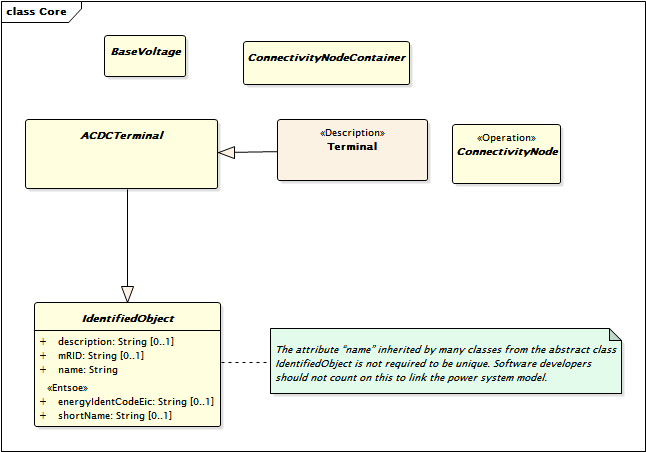 class Core
BaseVoltage
ConnectivityNodeContainer
ACDCTerminal
«Description»
Terminal
«Operation»
ConnectivityNode
IdentifiedObject
+ description: String [0..1]
+ mRID: String [0..1]
+ name: String
«Entsoe»
+ energyIdentCodeEic: String [0..1]
+ shortName: String [0..1]
The attribute “name” inherited by many classes from the abstract class
IdentifiedObject is not required to be unique. Software developers
should not count on this to link the power system model.